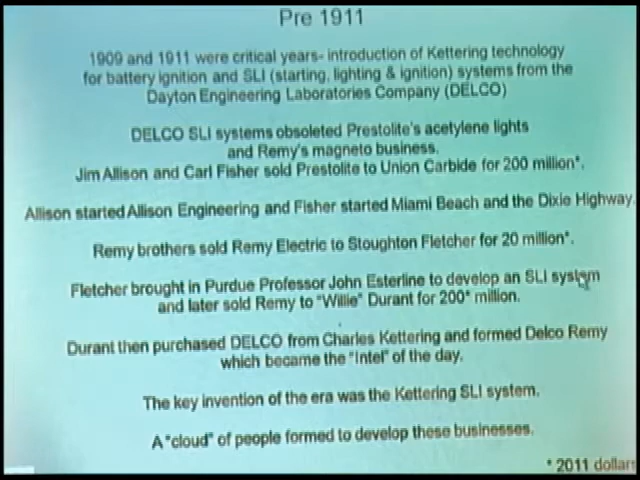 Pre 1911
1909 and 1911 were critical years- introduction of Kettering technology
for battery ignition and SLI (starting, lighting & ignition) systems from the
Dayton Engineering Laboratories Company (DELCO)
DELCO SLI systems obsoleted Prestolite's acetylene lights
and Remy's magneto business.
Jim Allison and Carl Fisher sold Prestolite to Union Carbide for 200 million*.
Allison started Allison Engineering and Fisher started Miami Beach and the Dixie Highway.
Remy brothers sold Remy Electric to Stoughton Fletcher for 20 million*.
Fletcher brought in Purdue Professor John Esterline to develop an SLI system
and later sold Remy to "Willie" Durant for 200* million.
Durant then purchased DELCO from Charles Kettering and formed Delco Remy
which became the "Intel" of the day.
The key invention of the era was the Kettering SLI system.
A "cloud" of people formed to develop these businesses.
* 2011 dollars